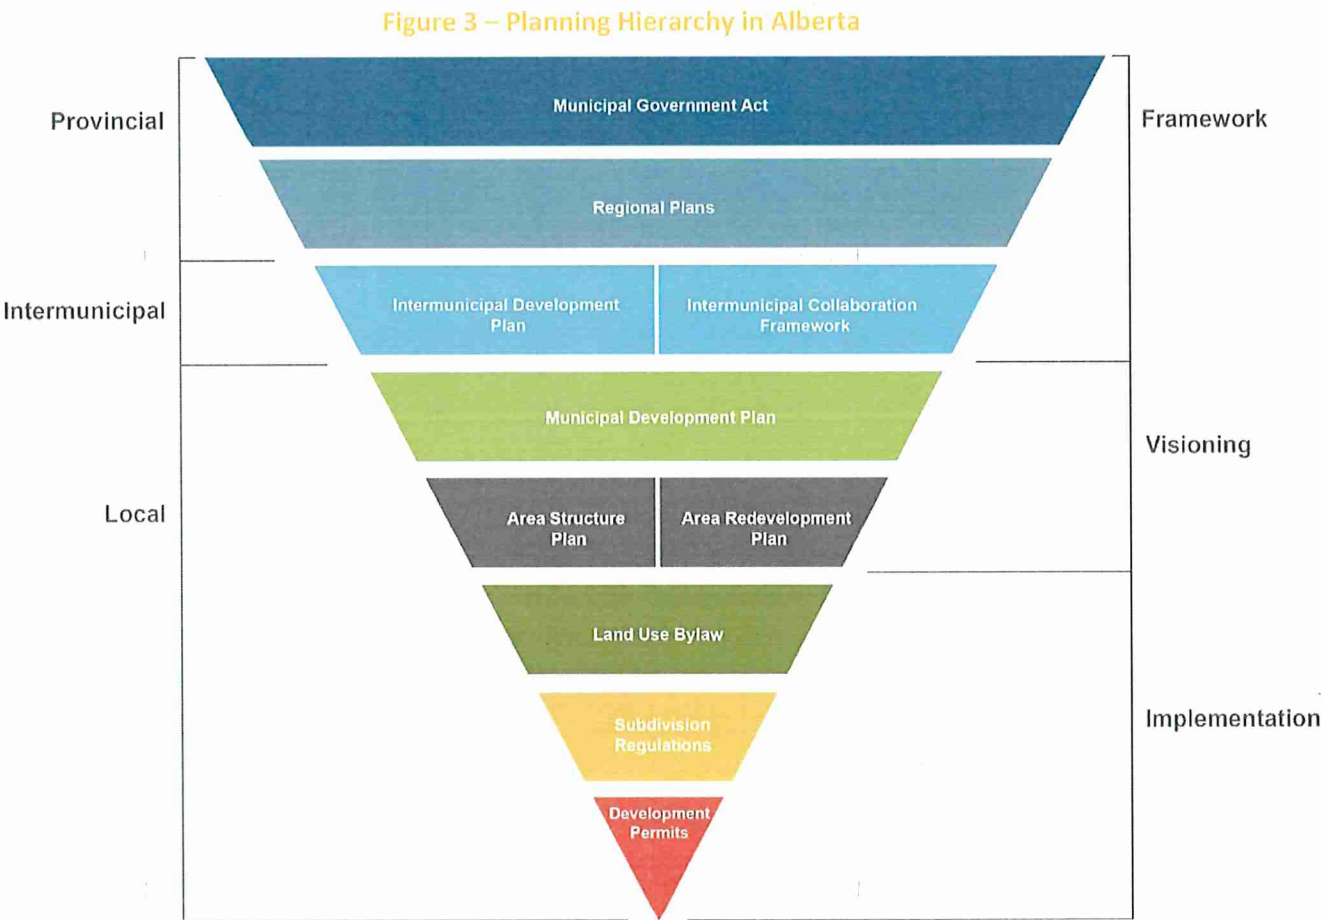 Figure 3 – Planning Hierarchy in Alberta
Provincial
Municipal Government Act
Framework
Regional Plans
Intermunicipal
Intermunicipal Development
Plan
Intermunicipal Collaboration
Framework
Municipal Development Plan
Visioning
Local
Area Structure
Plan
Area Redevelopment
Plan
Land Use Bylaw
Subdivision
Regulations
Implementation
Development
Permits